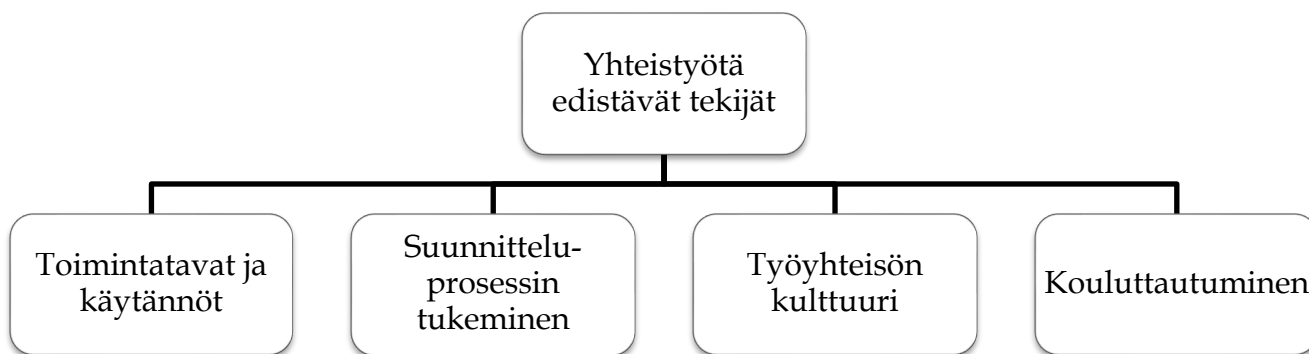 Yhteistyötä
edistävät tekijät
Toimintatavat ja
käytännöt
Suunnittelu-
prosessin
tukeminen
Työyhteisön
kulttuuri
Kouluttautuminen